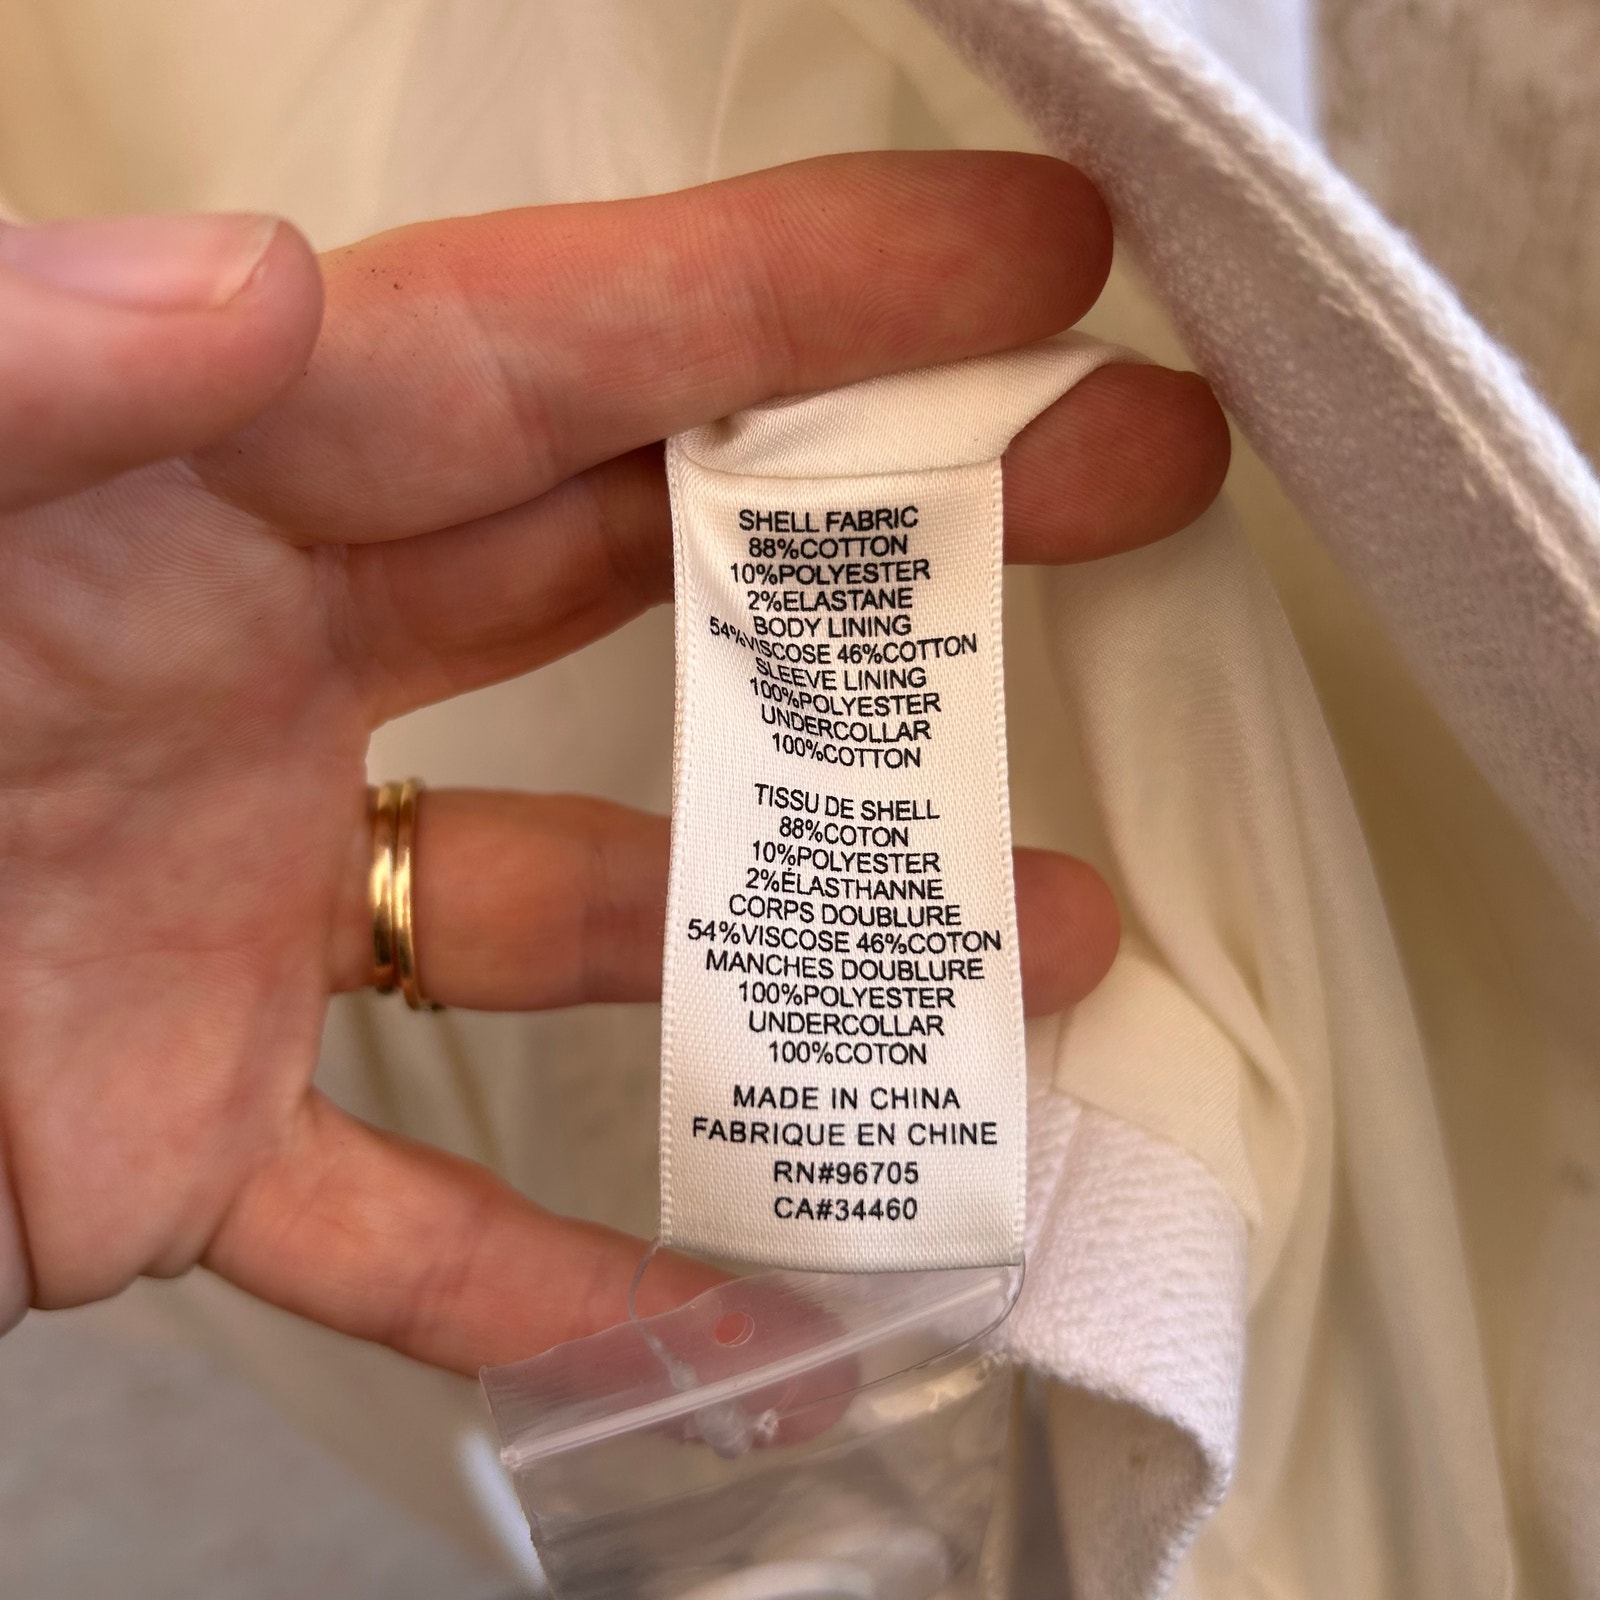 SHELL FABRIC
88%COTTON
10%POLYESTER
2%ELASTANE
BODY LINING
54%VISCOSE 46%COTTON
SLEEVE LINING
100%POLYESTER
UNDERCOLLAR
100%COTTON
TISSU DE SHELL
88%COTON
10%POLYESTER
2%ÉLASTHANNE
CORPS DOUBLURE
54%VISCOSE 46%COTON
MANCHES DOUBLURE
100%POLYESTER
UNDERCOLLAR
100%COTON
MADE IN CHINA
FABRIQUE EN CHINE
RN#96705
CA#34460